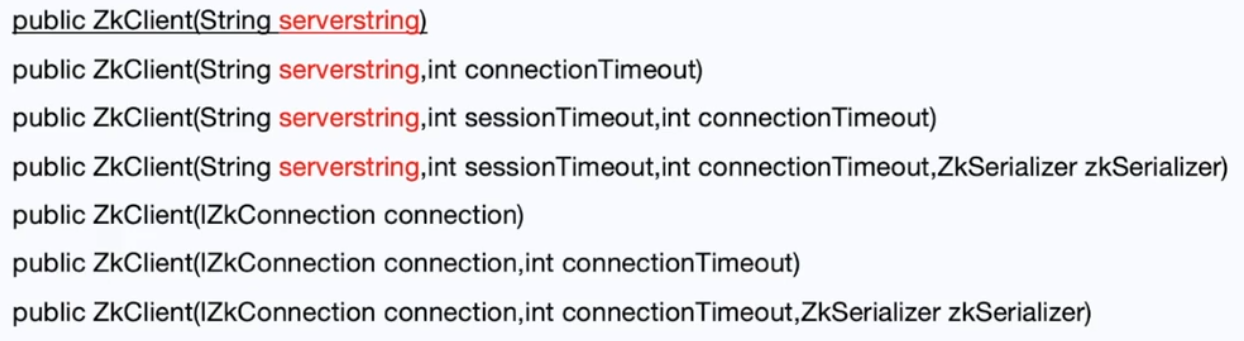 public ZkClient(String serverstring)
public ZkClient(String serverstring,int connectionTimeout)
public ZkClient(String serverstring,int sessionTimeout,int connectionTimeout)
public ZkClient(String serverstring,int sessionTimeout,int connectionTimeout,ZkSerializer zkSerializer)
public ZkClient(IZkConnection connection)
public ZkClient(IZkConnection connection,int connectionTimeout)
public ZkClient(IZkConnection connection,int connectionTimeout,ZkSerializer zkSerializer)